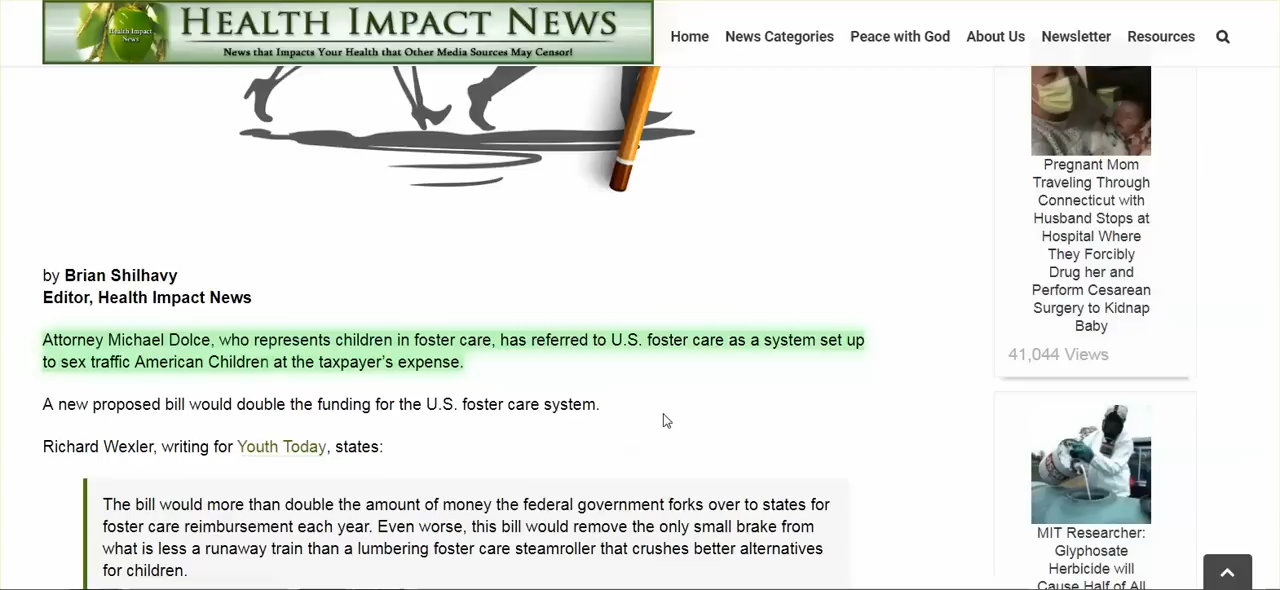 Health Impact News
HEALTH IMPACT NEWS
News that Impacts Your Health that Other Media Sources May Censor!
Home News Categories Peace with God About Us Newsletter Resources
by Brian Shilhavy
Editor, Health Impact News
Attorney Michael Dolce, who represents children in foster care, has referred to U.S. foster care as a system set up
to sex traffic American Children at the taxpayer's expense.
A new proposed bill would double the funding for the U.S. foster care system.
Richard Wexler, writing for Youth Today, states:
The bill would more than double the amount of money the federal government forks over to states for
foster care reimbursement each year. Even worse, this bill would remove the only small brake from
what is less a runaway train than a lumbering foster care steamroller that crushes better alternatives
for children.
Pregnant Mom
Traveling Through
Connecticut with
Husband Stops at
Hospital Where
They Forcibly
Drug her and
Perform Cesarean
Surgery to Kidnap
Baby
41,044 Views
MIT Researcher:
Glyphosate
Herbicide will
Cause Half of All